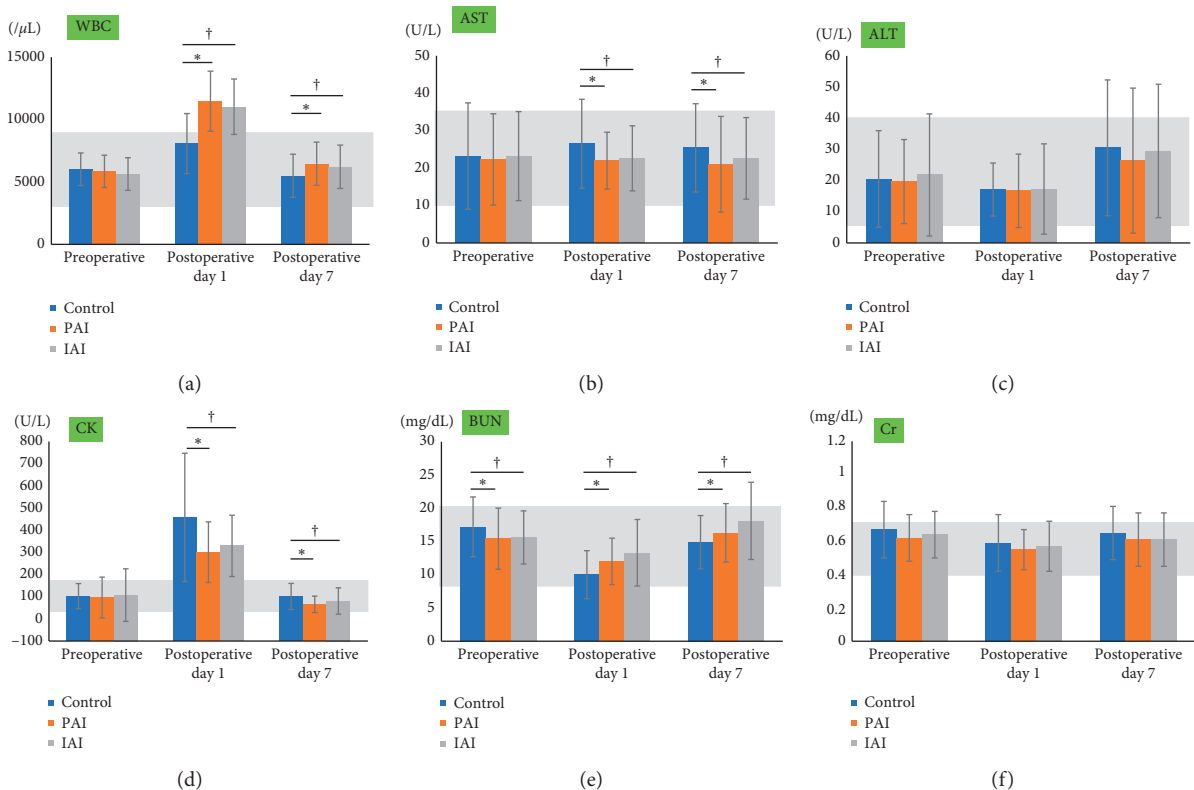 (/μL)
WBC
†
*
†
*
15000
10000
5000
0
Preoperative
Postoperative
day 1
Postoperative
day 7
Control
PAI
IAI
(a)
(U/L)
AST
†
*
†
*
50
40
30
20
10
0
Preoperative
Postoperative
day 1
Postoperative
day 7
Control
PAI
IAI
(b)
(U/L)
ALT
60
50
40
30
20
10
0
Preoperative
Postoperative
day 1
Postoperative
day 7
Control
PAI
IAI
(c)
(U/L)
CK
†
*
†
*
800
700
600
500
400
300
200
100
0
−100
Preoperative
Postoperative
day 1
Postoperative
day 7
Control
PAI
IAI
(d)
(mg/dL)
BUN
†
*
†
*
†
*
30
25
20
15
10
5
0
Preoperative
Postoperative
day 1
Postoperative
day 7
Control
PAI
IAI
(e)
(mg/dL)
Cr
1.2
1
0.8
0.6
0.4
0.2
0
Preoperative
Postoperative
day 1
Postoperative
day 7
Control
PAI
IAI
(f)